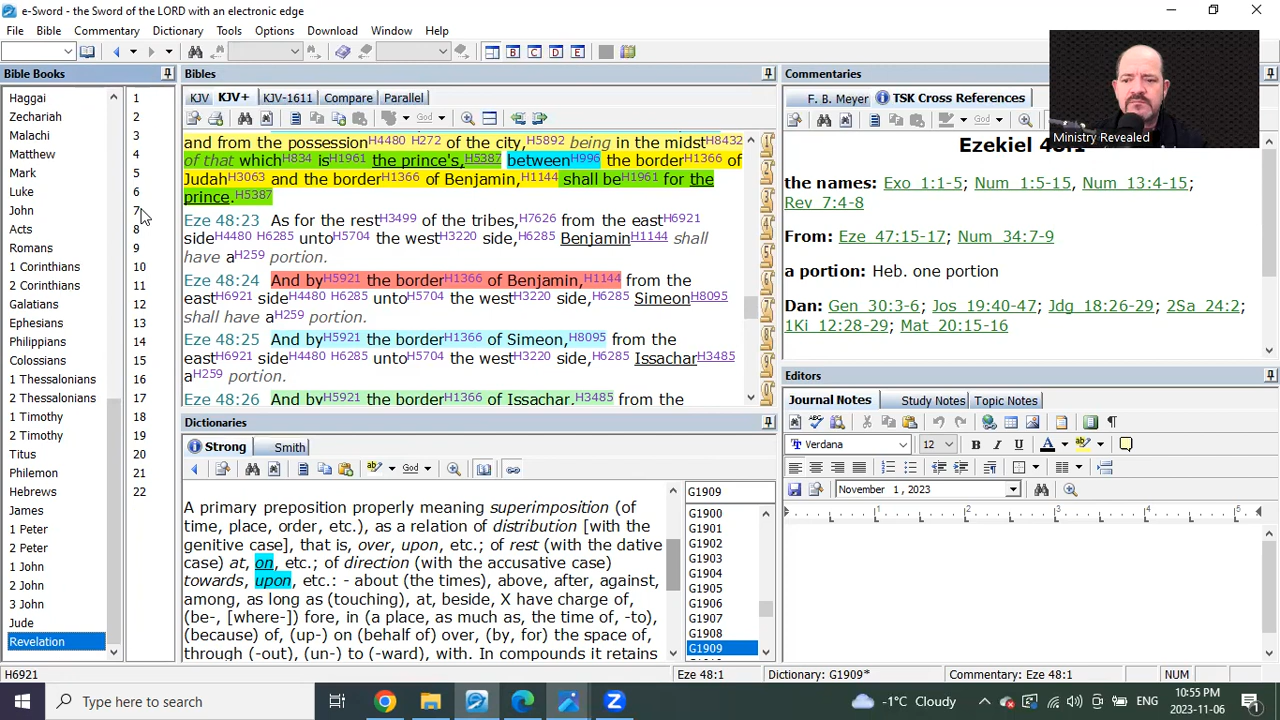 e-Sword - the Sword of the LORD with an electronic edge
File Bible Commentary Dictionary Tools Options Download Window Help
B C D E
Bible Books
Haggai
Zechariah
Malachi
Matthew
Mark
Luke
John
Acts
Romans
1 Corinthians
2 Corinthians
Galatians
Ephesians
Philippians
Colossians
1 Thessalonians
2 Thessalonians
1 Timothy
2 Timothy
Titus
Philemon
Hebrews
James
1 Peter
2 Peter
1 John
2 John
3 John
Jude
Revelation
1
2
3
4
5
6
7
8
9
10
11
12
13
14
15
16
17
18
19
20
21
22
Bibles
KJV KJV+ KJV-1611 Compare Parallel
God
and from the possessionH4480 H272 of the city,H5892 being in the midstH8432
of that whichH834 isH1961 the prince's,H5387 betweenH996 the borderH1366 of
JudahH3063 and the borderH1366 of Benjamin,H1144 shall beH1961 for the
prince.H5387
Eze 48:23 As for the restH3499 of the tribes,H7626 from the eastH6921
sideH4480 H6285 untoH5704 the westH3220 side,H6285 BenjaminH1144 shall
have aH259 portion.
Eze 48:24 And byH5921 the borderH1366 of Benjamin,H1144 from the
eastH6921 sideH4480 H6285 untoH5704 the westH3220 side,H6285 SimeonH8095
shall have aH259 portion.
Eze 48:25 And byH5921 the borderH1366 of Simeon,H8095 from the
eastH6921 sideH4480 H6285 untoH5704 the westH3220 side,H6285 IssacharH3485
aH259 portion.
Eze 48:26 And byH5921 the borderH1366 of Issachar,H3485 from the
Dictionaries
Strong Smith
God
A primary preposition properly meaning superimposition (of
time, place, order, etc.), as a relation of distribution [with the
genitive case], that is, over, upon, etc.; of rest (with the dative
case) at, on, etc.; of direction (with the accusative case)
towards, upon, etc.: - about (the times), above, after, against,
among, as long as (touching), at, beside, X have charge of,
(be-, [where-]) fore, in (a place, as much as, the time of, -to),
(because) of, (up-) on (behalf of) over, (by, for) the space of,
through (-out), (un-) to (-ward), with. In compounds it retains
G1909
G1900
G1901
G1902
G1903
G1904
G1905
G1906
G1907
G1908
G1909
Commentaries
F. B. Meyer TSK Cross References
God
Ministry Revealed
the names: Exo 1:1-5; Num 1:5-15, Num 13:4-15;
Rev 7:4-8
From: Eze 47:15-17; Num 34:7-9
a portion: Heb. one portion
Dan: Gen 30:3-6; Jos 19:40-47; Jdg 18:26-29; 2Sa 24:2;
1Ki 12:28-29; Mat 20:15-16
Editors
Journal Notes Study Notes Topic Notes
Verdana 12 B I U A
November 1, 2023
1 2 3 4 5
H6921 Eze 48:1 Dictionary: G1909* Commentary: Eze 48:1 NUM
Type here to search
-1°C Cloudy
ENG
10:55 PM
2023-11-06
1